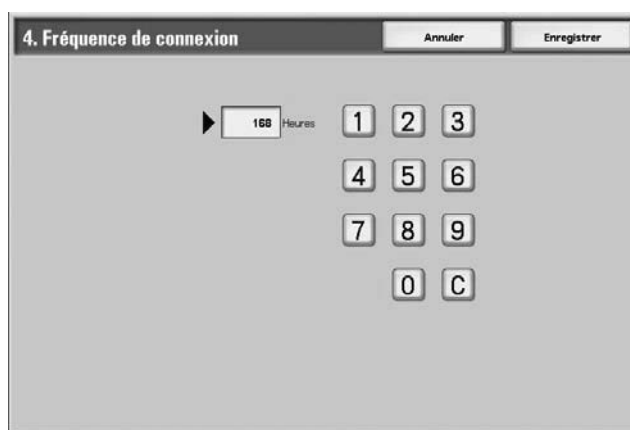 4. Fréquence de connexion Annuler Enregistrer
168 Heures 1 2 3
4 5 6
7 8 9
0 C